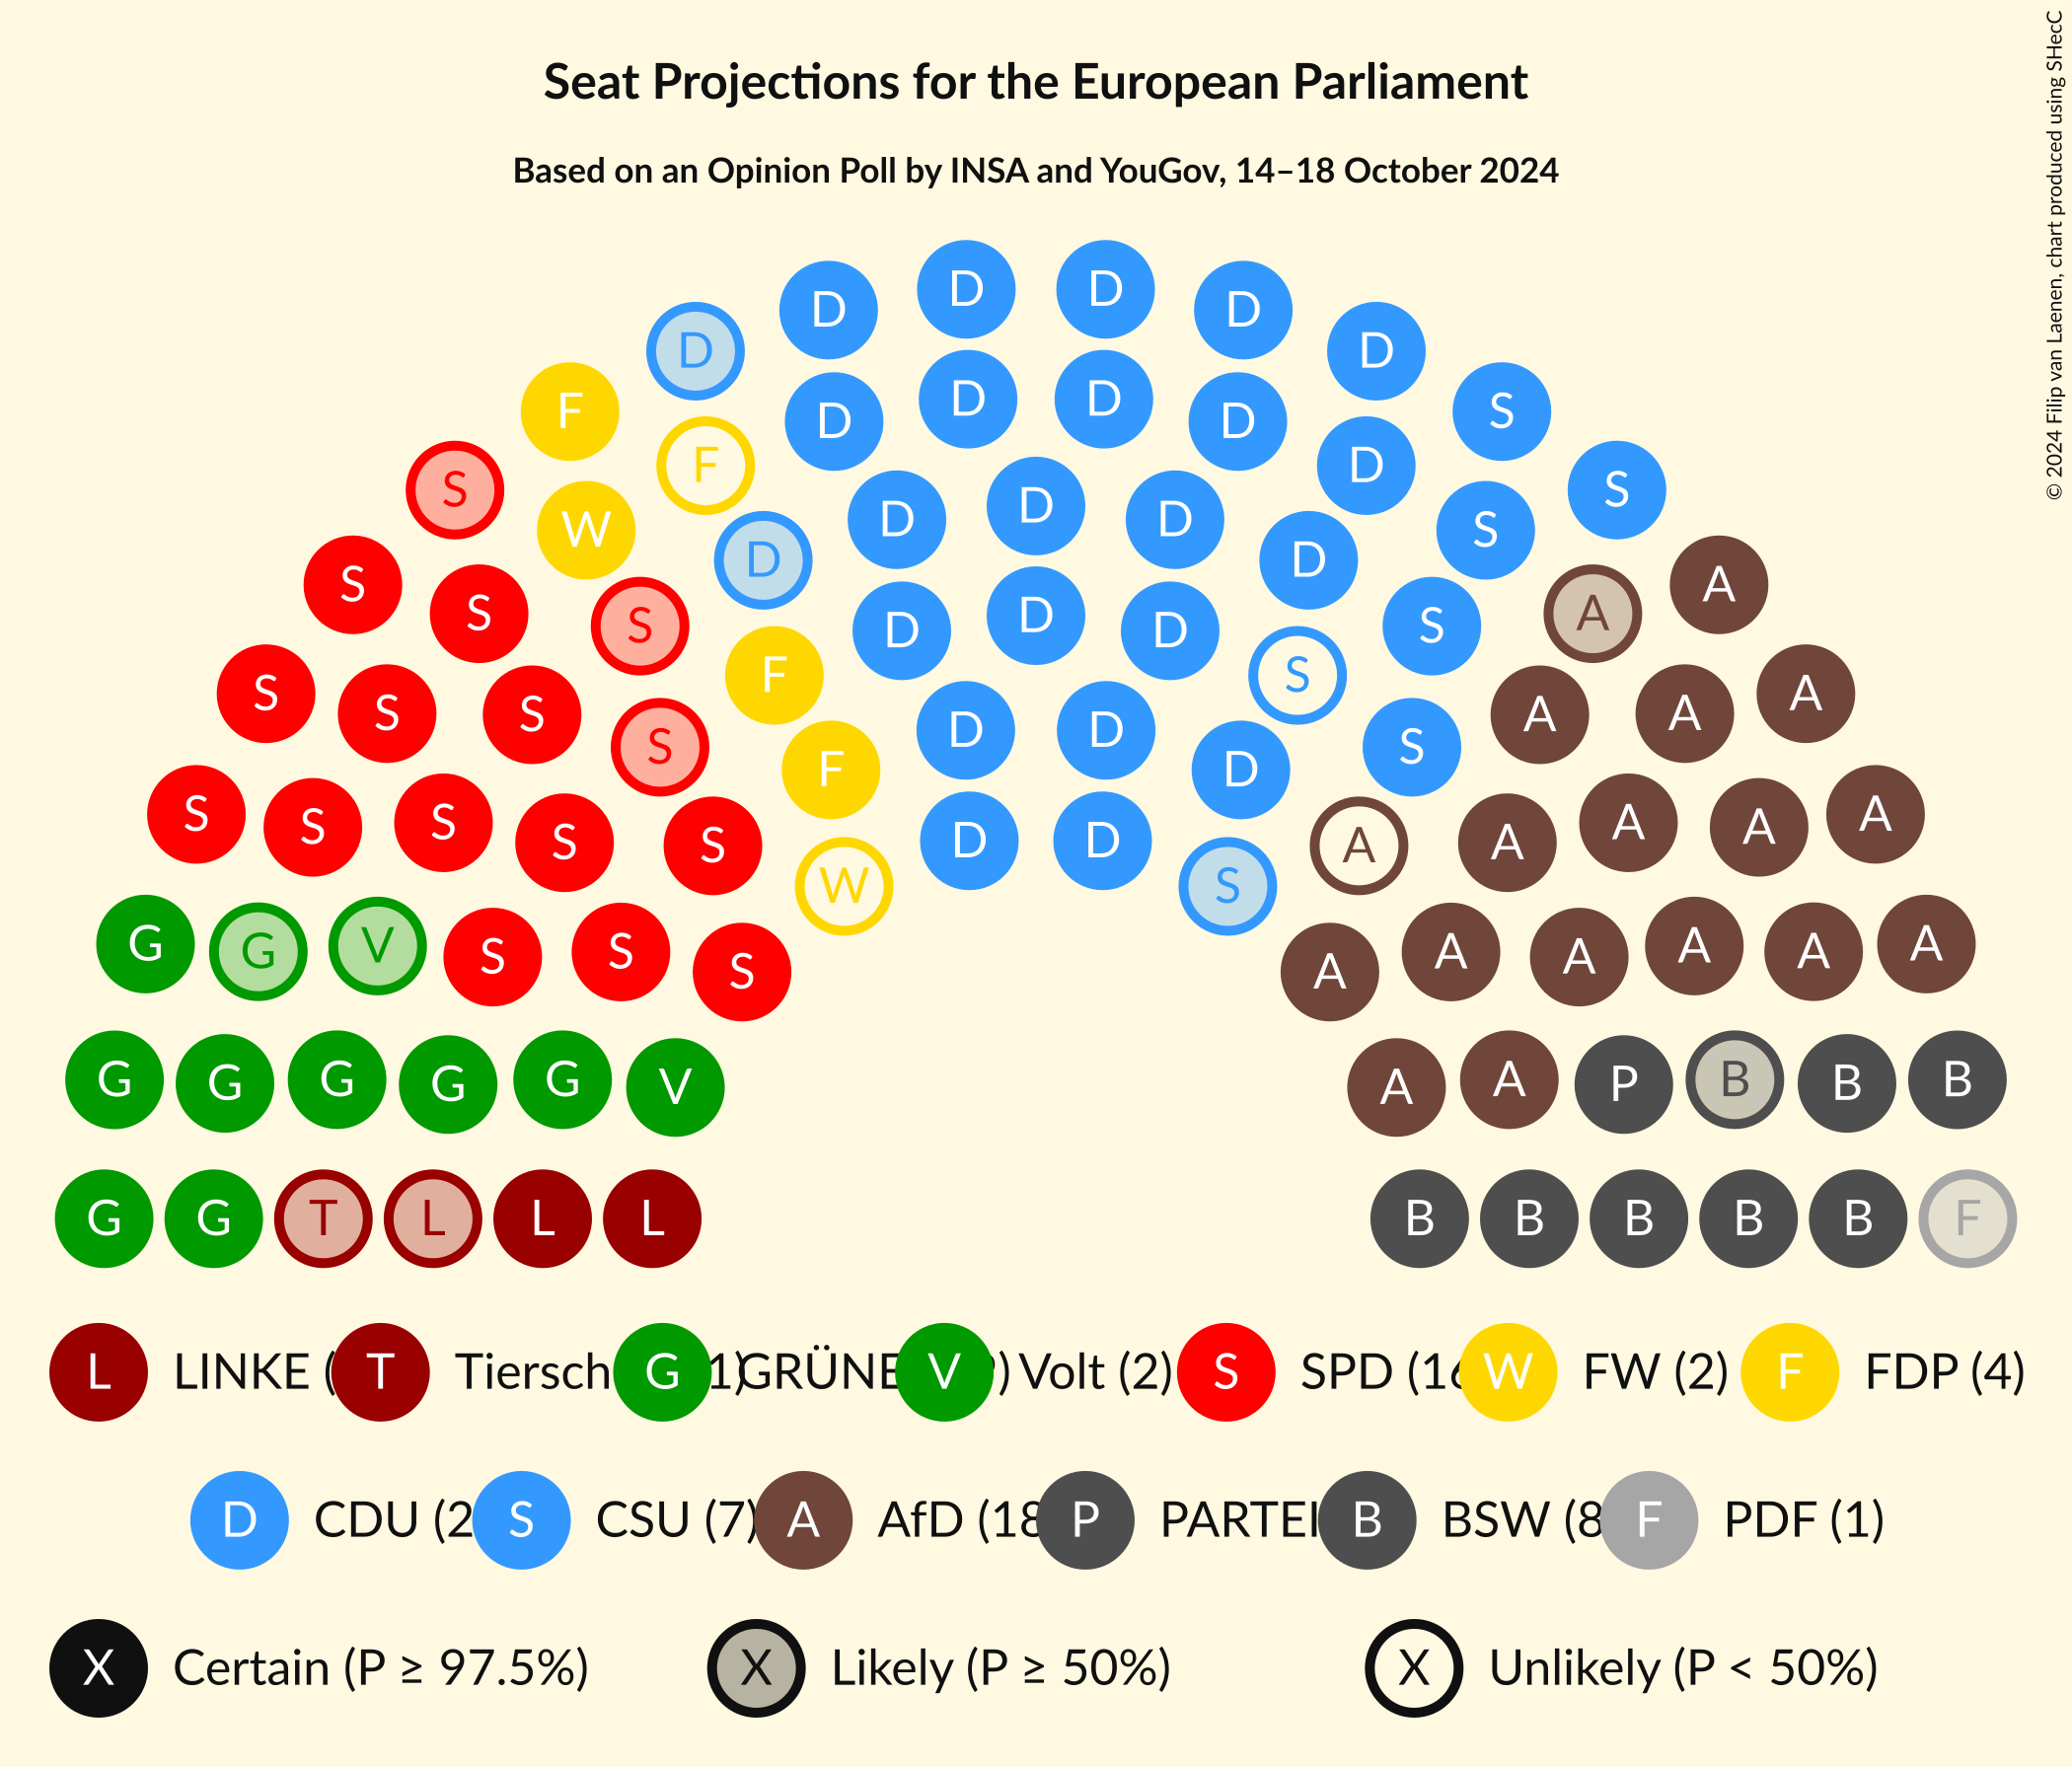 Seat Projections for the European Parliament
Based on an Opinion Poll by INSA and YouGov, 14–18 October 2024
© 2024 Filip van Laenen, chart produced using SHecC
D D D D
D D
F D D D D S
S F D D S
W D D D D S
S S D D S A A
S S D D D S
S S S F S A A A
S D D S
S S S S S F D D D A A A A A
W D D S
G G V S S S A A A A A A
G G G G G V A A P B B B
G G T L L L B B B B B F
L LINKE ( T Tiersch G 1) GRÜNE V ) Volt (2) S SPD (16 W FW (2) F FDP (4)
D CDU (2 S CSU (7) A AfD (18 P PARTEI B BSW (8 F PDF (1)
X Certain (P ≥ 97.5%) X Likely (P ≥ 50%) X Unlikely (P < 50%)